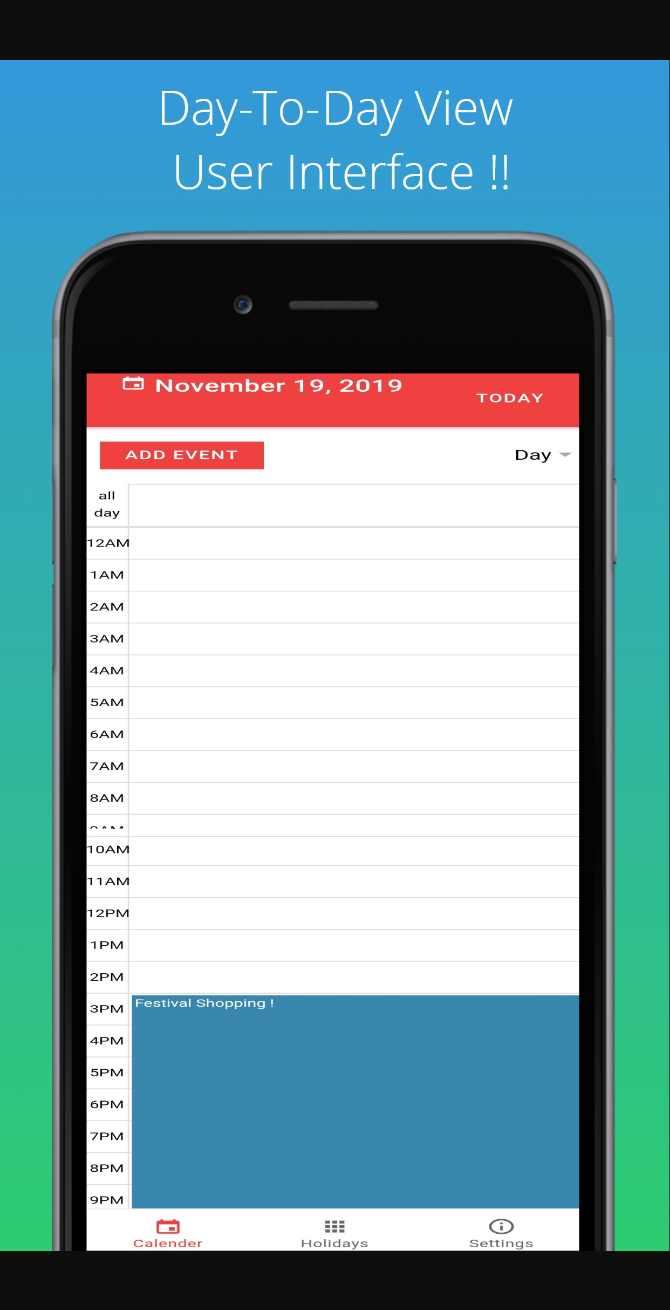 Day-To-Day View
User Interface !!
November 19, 2019
TODAY
ADD EVENT
Day
all
day
12AM
1AM
2AM
3AM
4AM
5AM
6AM
7AM
8AM
10AM
11AM
12PM
1PM
2PM
3PM
Festival Shopping !
4PM
5PM
6PM
7PM
8PM
9PM
Calender
Holidays
Settings